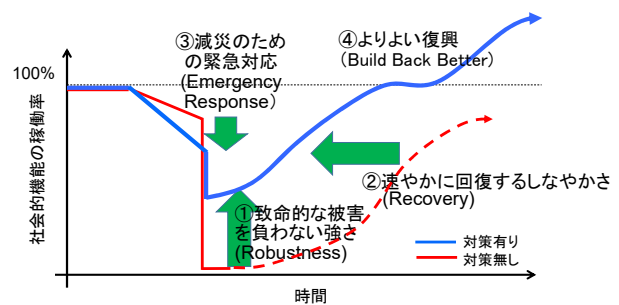 ③減災のため
の緊急対応
(Emergency
Response）
④よりよい復興
（Build Back Better）
100%
社会的機能の稼働率
②速やかに回復するしなやかさ
(Recovery)
①致命的な被害
を負わない強さ
(Robustness)
対策有り
対策無し
時間